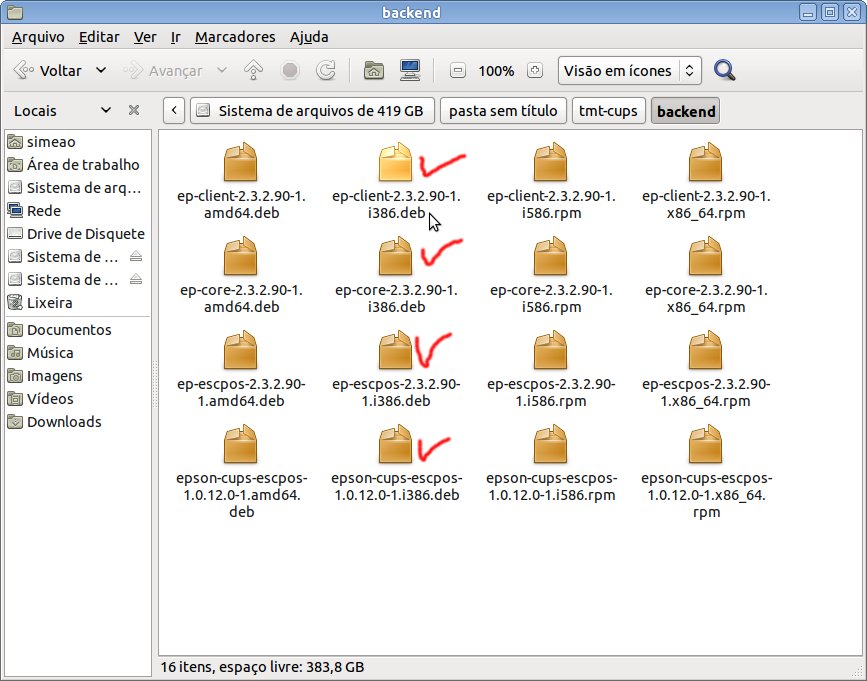 backend
Arquivo Editar Ver Ir Marcadores Ajuda
Voltar Avançar 100% Visão em ícones
Locais Sistema de arquivos de 419 GB pasta sem título tmt-cups backend
simeao
Área de trabalho
Sistema de arq...
Rede
Drive de Disquete
Sistema de ...
Sistema de ...
Lixeira
Documentos
Música
Imagens
Vídeos
Downloads
ep-client-2.3.2.90-1.
amd64.deb
ep-client-2.3.2.90-1.
i386.deb
ep-client-2.3.2.90-1.
i586.rpm
ep-client-2.3.2.90-1.
x86_64.rpm
ep-core-2.3.2.90-1.
amd64.deb
ep-core-2.3.2.90-1.
i386.deb
ep-core-2.3.2.90-1.
i586.rpm
ep-core-2.3.2.90-1.
x86_64.rpm
ep-escpos-2.3.2.90-
1.amd64.deb
ep-escpos-2.3.2.90-
1.i386.deb
ep-escpos-2.3.2.90-
1.i586.rpm
ep-escpos-2.3.2.90-
1.x86_64.rpm
epson-cups-escpos-
1.0.12.0-1.amd64.
deb
epson-cups-escpos-
1.0.12.0-1.i386.deb
epson-cups-escpos-
1.0.12.0-1.i586.rpm
epson-cups-escpos-
1.0.12.0-1.x86_64.
rpm
16 itens, espaço livre: 383,8 GB